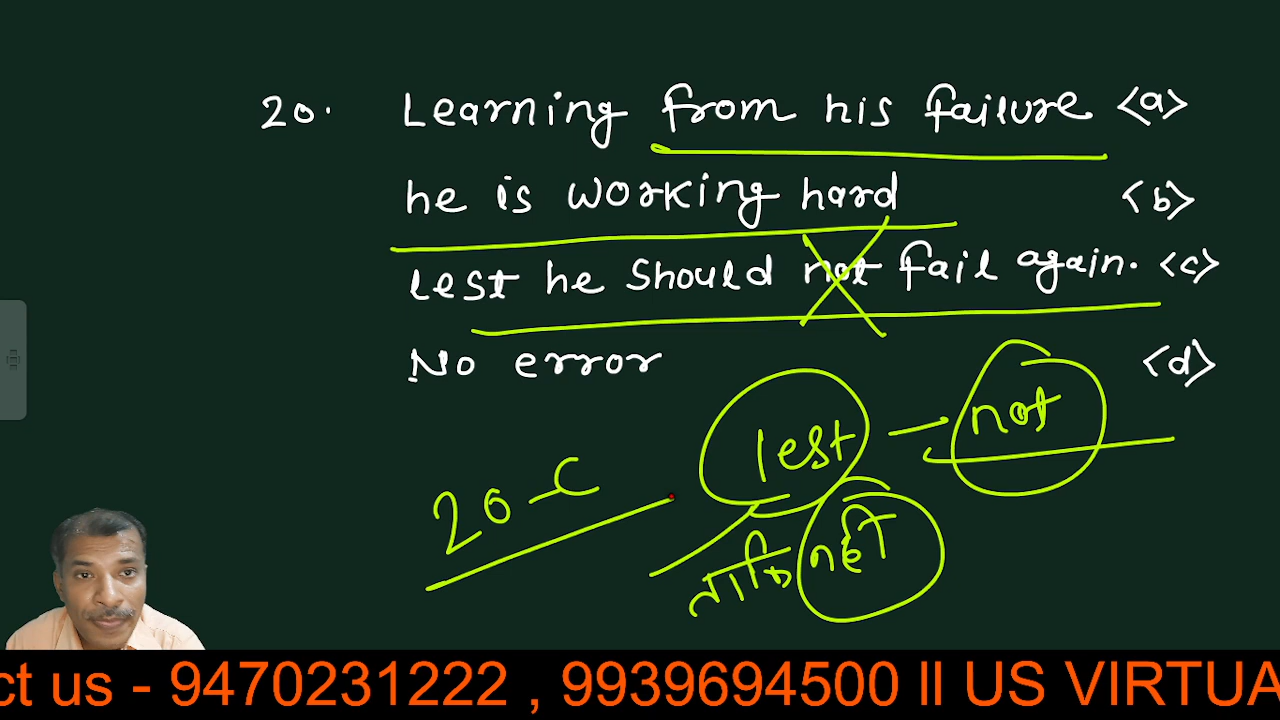 20. Learning from his failure <a>
he is working hard <b>
lest he should not fail again. <c>
No error <d>
lest - not
20-C
ताकि नहीं
ct us - 9470231222 , 9939694500 ll US VIRTUA